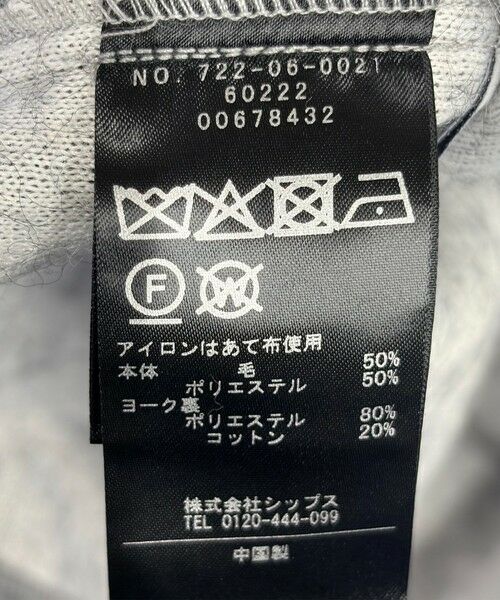 NO. 722-06-0021
60222
00678432
F W
アイロンはあて布使用
本体 毛 50%
ポリエステル 50%
ヨーク裏
ポリエステル 80%
コットン 20%
株式会社シップス
TEL 0120-444-099
中国製